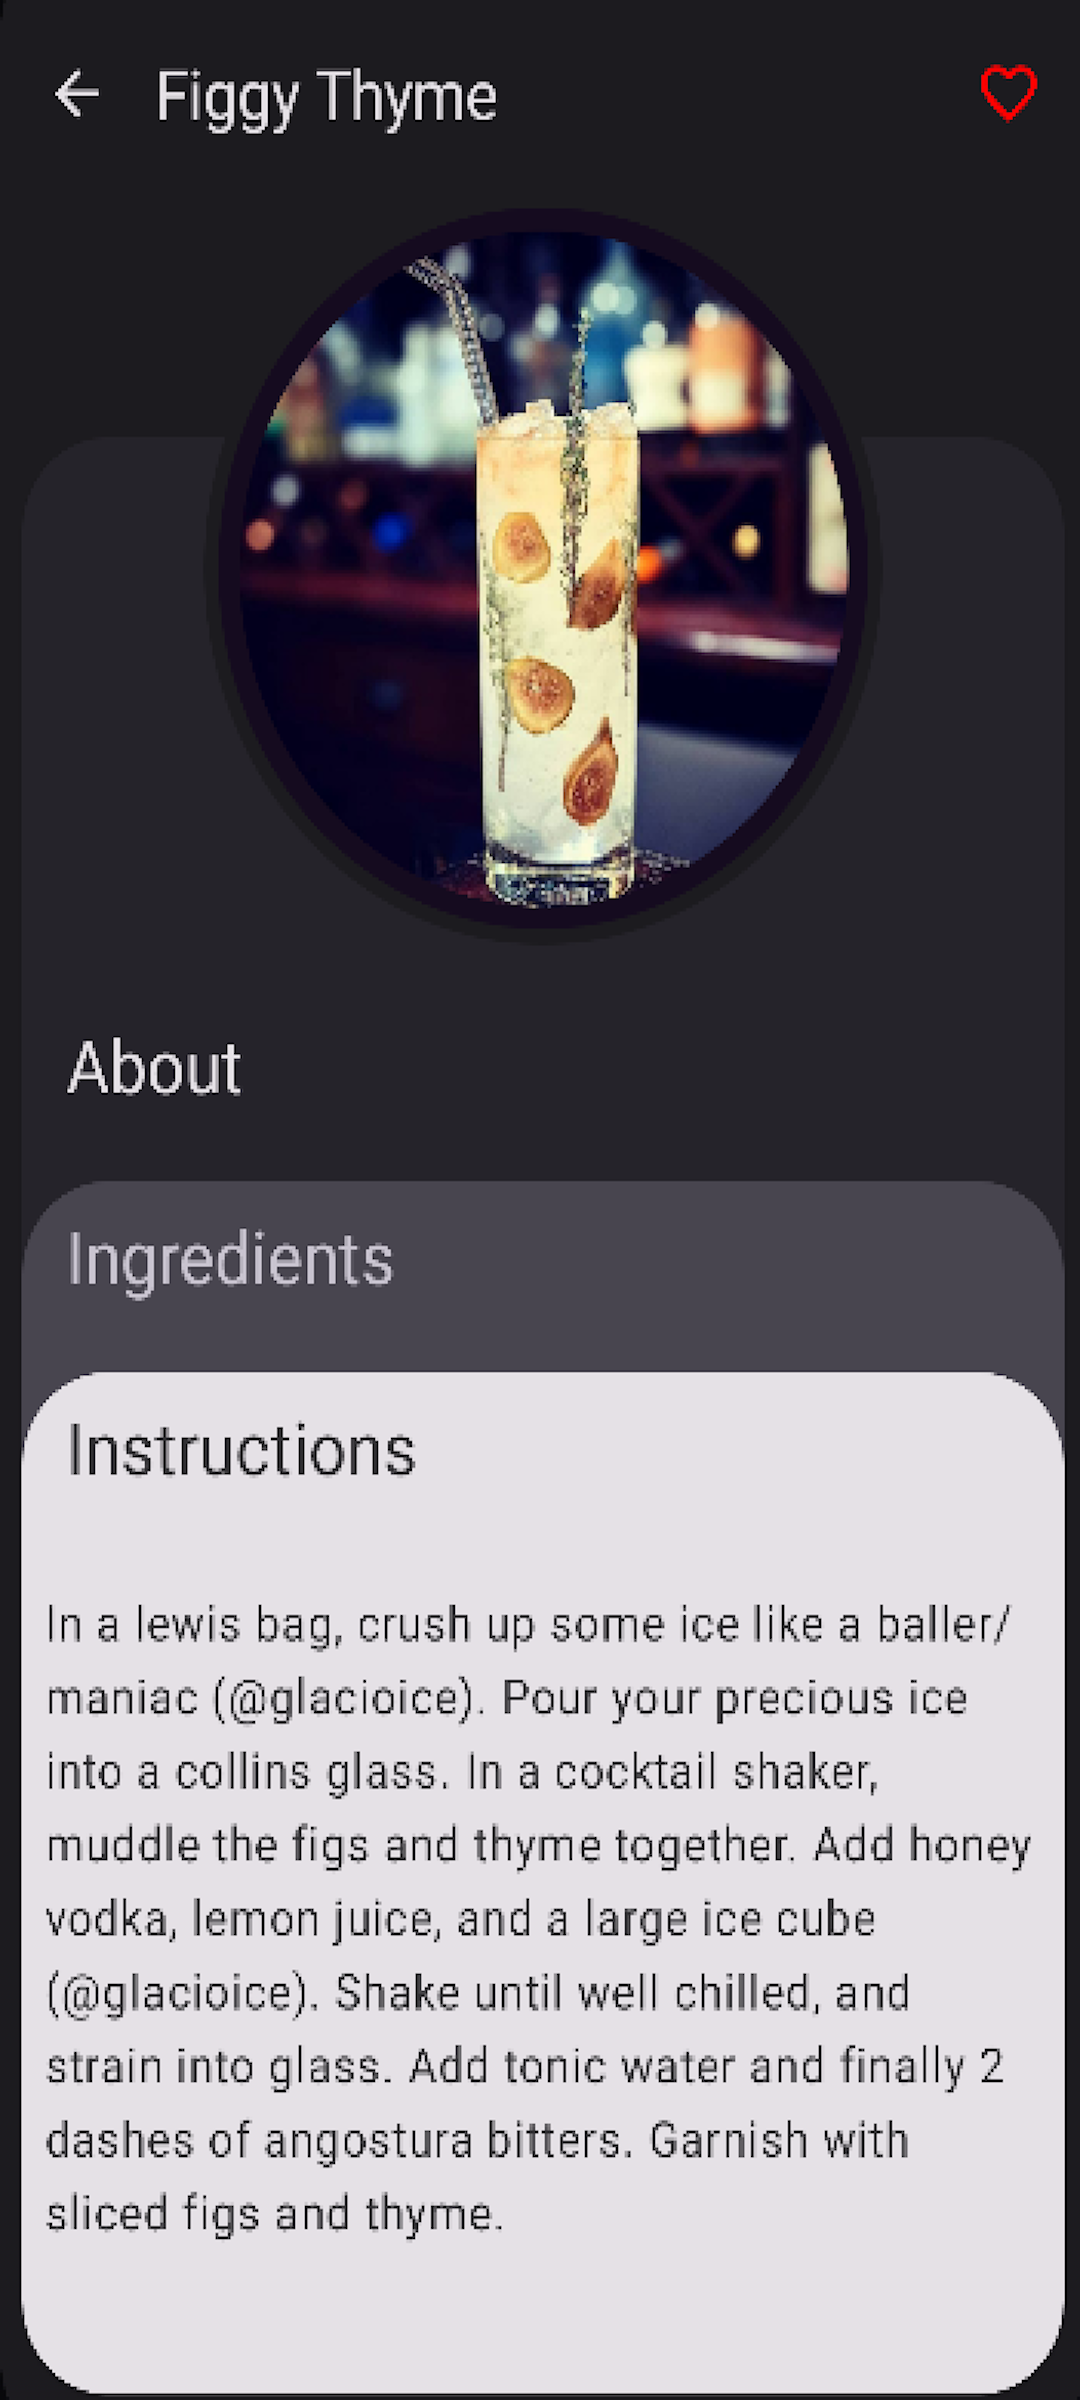 Figgy Thyme
About
Ingredients
Instructions
In a lewis bag, crush up some ice like a baller/
maniac (@glacioice). Pour your precious ice
into a collins glass. In a cocktail shaker,
muddle the figs and thyme together. Add honey
vodka, lemon juice, and a large ice cube
(@glacioice). Shake until well chilled, and
strain into glass. Add tonic water and finally 2
dashes of angostura bitters. Garnish with
sliced figs and thyme.